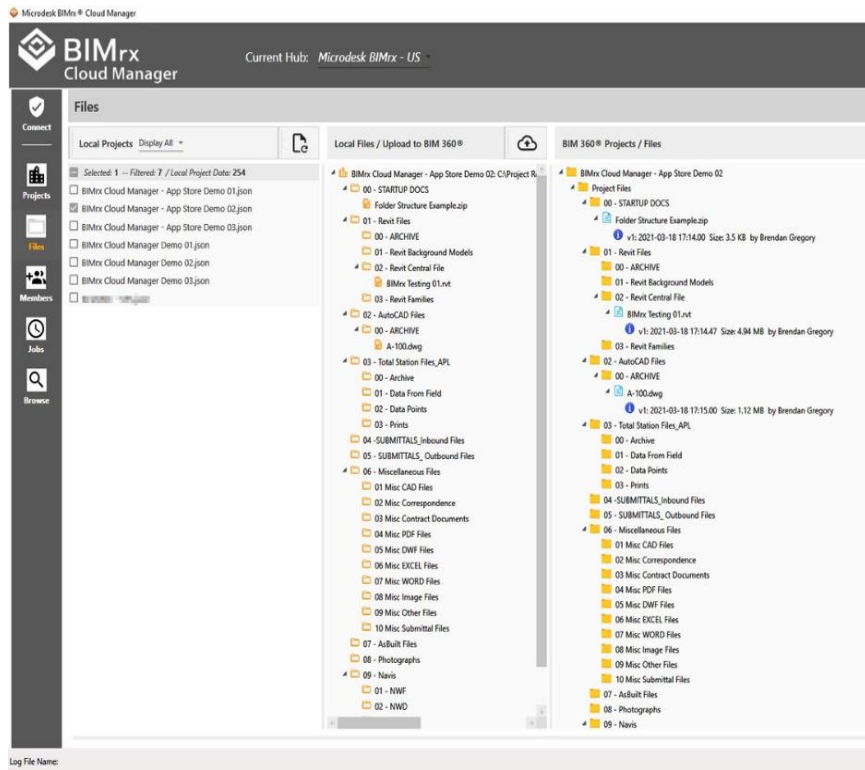 Microdesk BIMrx ® Cloud Manager
BIMrx
Cloud Manager
Current Hub: Microdesk BIMrx - US
Connect
Projects
Files
Members
Jobs
Browse
Files
Local Projects Display All
Selected: 1 -- Filtered: 7 / Local Project Data: 254
BIMrx Cloud Manager - App Store Demo 01.json
BIMrx Cloud Manager - App Store Demo 02.json
BIMrx Cloud Manager - App Store Demo 03.json
BIMrx Cloud Manager Demo 01.json
BIMrx Cloud Manager Demo 02.json
BIMrx Cloud Manager Demo 03.json
Local Files / Upload to BIM 360®
BIMrx Cloud Manager - App Store Demo 02: C:\Project R
00 - STARTUP DOCS
Folder Structure Example.zip
01 - Revit Files
00 - ARCHIVE
01 - Revit Background Models
02 - Revit Central File
BIMrx Testing 01.rvt
03 - Revit Families
02 - AutoCAD Files
00 - ARCHIVE
A-100.dwg
03 - Total Station Files_APL
00 - Archive
01 - Data From Field
02 - Data Points
03 - Prints
04 -SUBMITTALS_Inbound Files
05 - SUBMITTALS_ Outbound Files
06 - Miscellaneous Files
01 Misc CAD Files
02 Misc Correspondence
03 Misc Contract Documents
04 Misc PDF Files
05 Misc DWF Files
06 Misc EXCEL Files
07 Misc WORD Files
08 Misc Image Files
09 Misc Other Files
10 Misc Submittal Files
07 - AsBuilt Files
08 - Photographs
09 - Navis
01 - NWF
02 - NWD
BIM 360® Projects / Files
BIMrx Cloud Manager - App Store Demo 02
Project Files
00 - STARTUP DOCS
Folder Structure Example.zip
v1: 2021-03-18 17:14.00 Size: 3.5 KB by Brendan Gregory
01 - Revit Files
00 - ARCHIVE
01 - Revit Background Models
02 - Revit Central File
BIMrx Testing 01.rvt
v1: 2021-03-18 17:14.47 Size: 4.94 MB by Brendan Gregory
03 - Revit Families
02 - AutoCAD Files
00 - ARCHIVE
A-100.dwg
v1: 2021-03-18 17:15.00 Size: 1.12 MB by Brendan Gregory
03 - Total Station Files_APL
00 - Archive
01 - Data From Field
02 - Data Points
03 - Prints
04 -SUBMITTALS_Inbound Files
05 - SUBMITTALS_ Outbound Files
06 - Miscellaneous Files
01 Misc CAD Files
02 Misc Correspondence
03 Misc Contract Documents
04 Misc PDF Files
05 Misc DWF Files
06 Misc EXCEL Files
07 Misc WORD Files
08 Misc Image Files
09 Misc Other Files
10 Misc Submittal Files
07 - AsBuilt Files
08 - Photographs
09 - Navis
Log File Name: